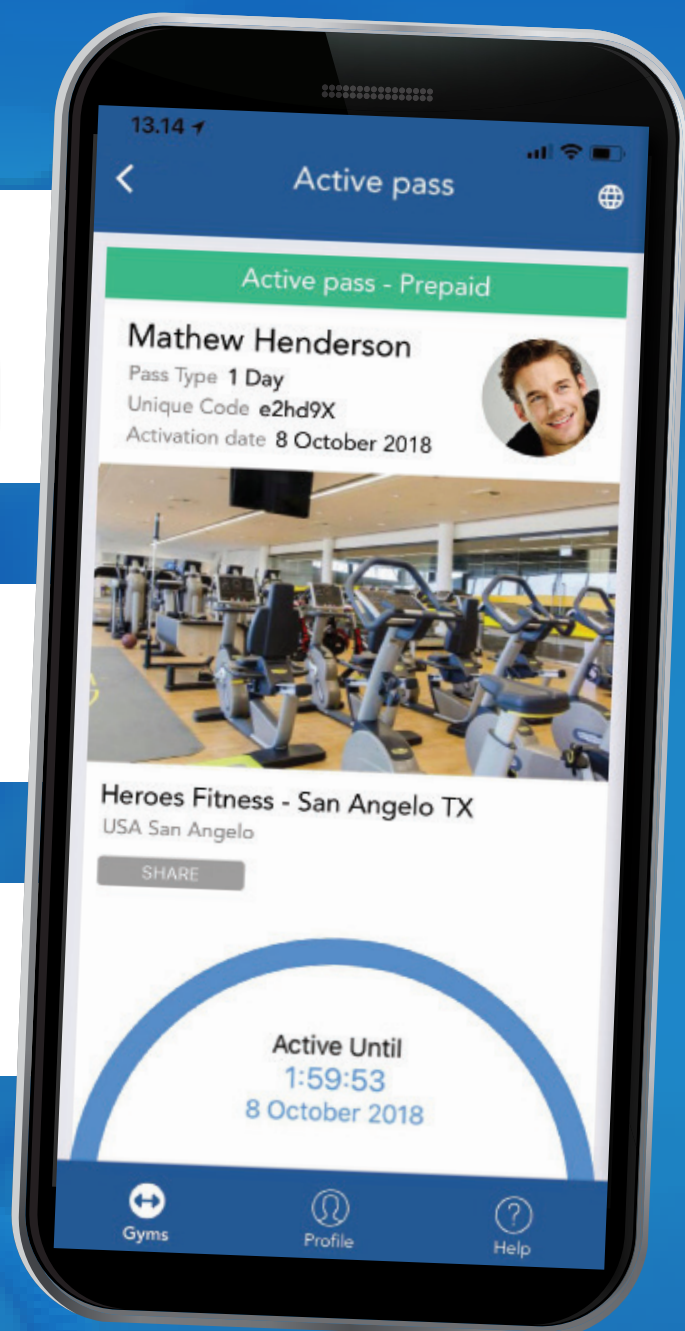 13.14
Active pass
Active pass - Prepaid
Mathew Henderson
Pass Type 1 Day
Unique Code e2hd9X
Activation date 8 October 2018
Heroes Fitness - San Angelo TX
USA San Angelo
SHARE
Active Until
1:59:53
8 October 2018
Gyms
Profile
Help